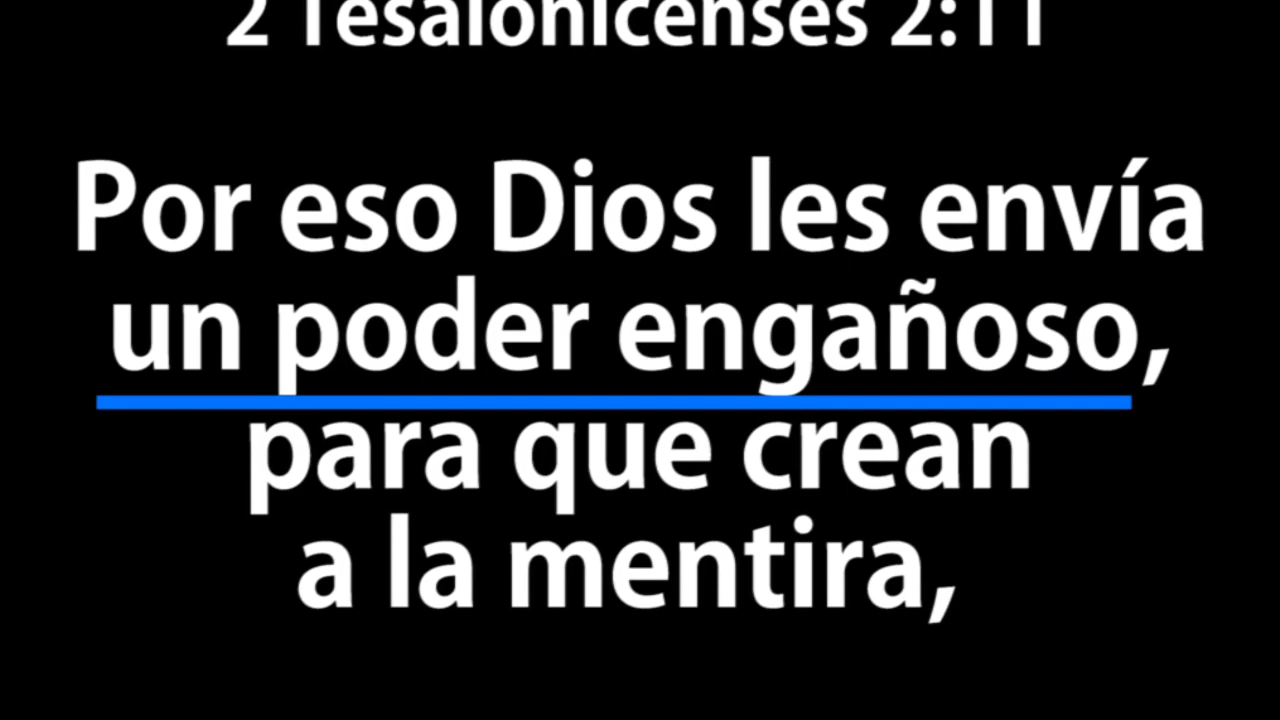 2 Tesalonicenses 2:11
Por eso Dios les envía
un poder engañoso,
para que crean
a la mentira,